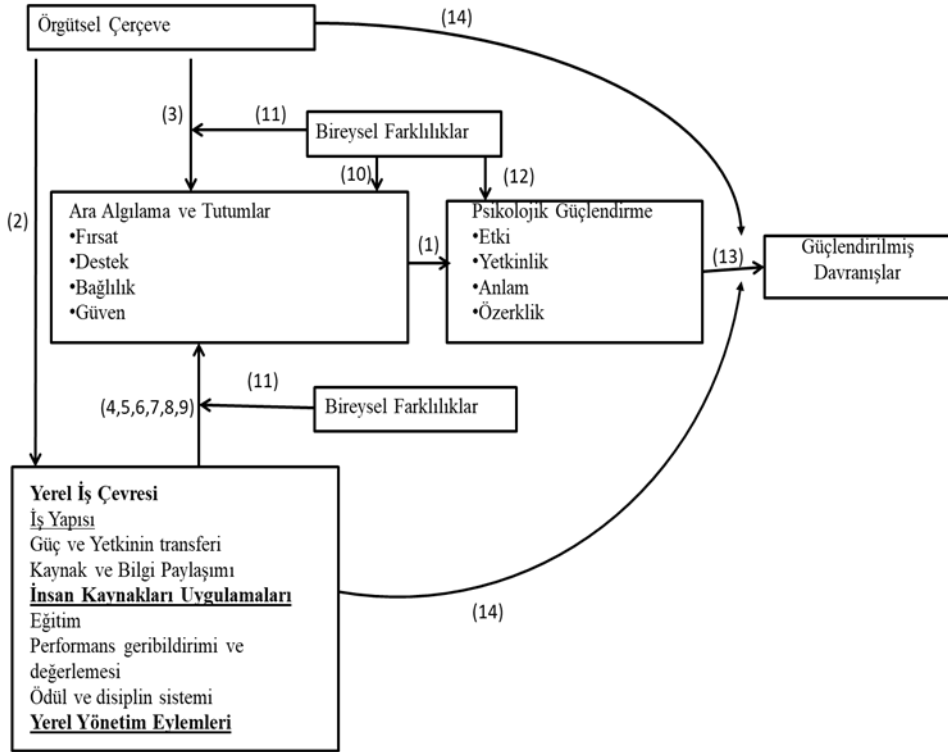 Örgütsel Çerçeve
(14)
(3)
(11)
Bireysel Farklılıklar
(10)
(12)
(2)
Ara Algılama ve Tutumlar
•Fırsat
•Destek
•Bağlılık
•Güven
(1)
Psikolojik Güçlendirme
•Etki
•Yetkinlik
•Anlam
•Özerklik
(13)
Güçlendirilmiş
Davranışlar
(11)
(4,5,6,7,8,9)
Bireysel Farklılıklar
Yerel İş Çevresi
İş Yapısı
Güç ve Yetkinin transferi
Kaynak ve Bilgi Paylaşımı
İnsan Kaynakları Uygulamaları
Eğitim
Performans geribildirimi ve
değerlemesi
Ödül ve disiplin sistemi
Yerel Yönetim Eylemleri
(14)